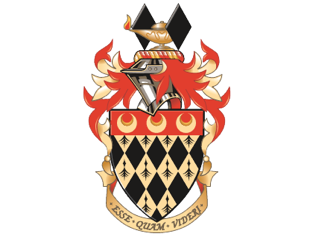 · ESSE · QUAM · VIDERI ·